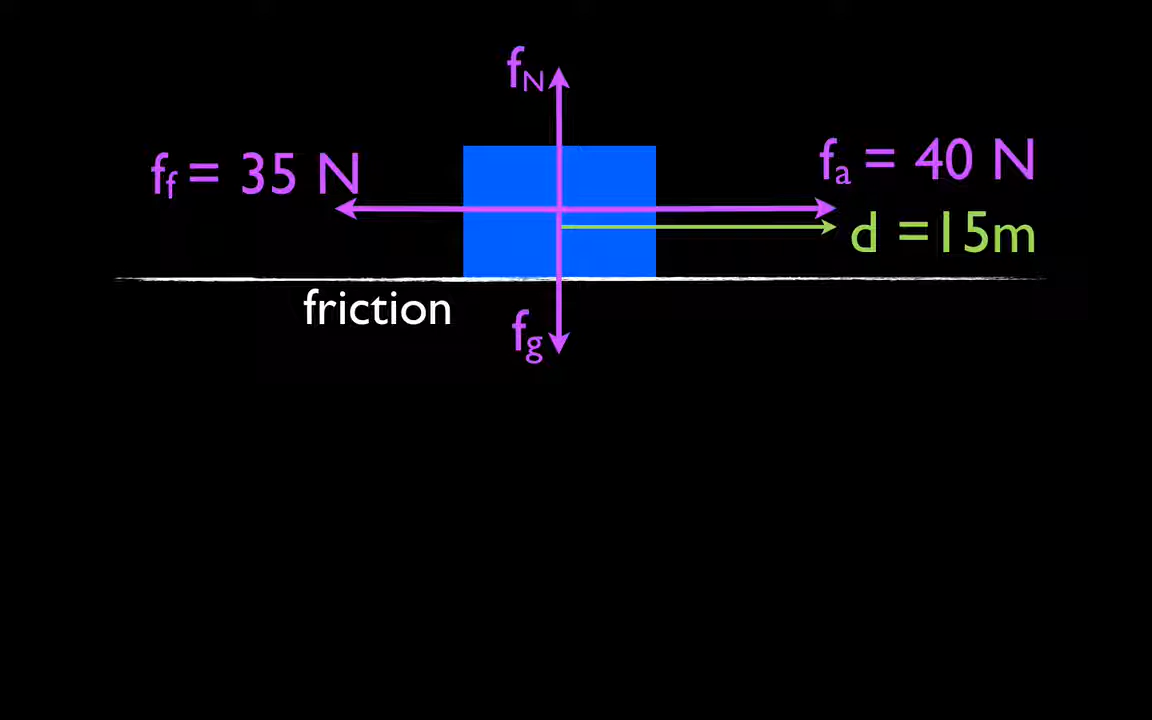 fN
ff = 35 N
fa = 40 N
d =15m
friction
fg